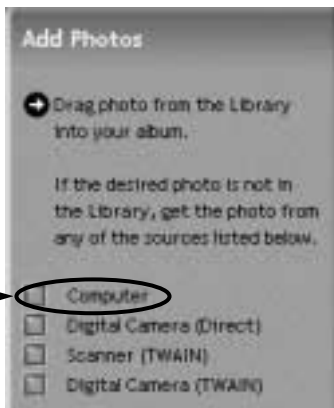 Add Photos
Drag photo from the Library
into your album.
If the desired photo is not in
the Library, get the photo from
any of the sources listed below.
Computer
Digital Camera (Direct)
Scanner (TWAIN)
Digital Camera (TWAIN)